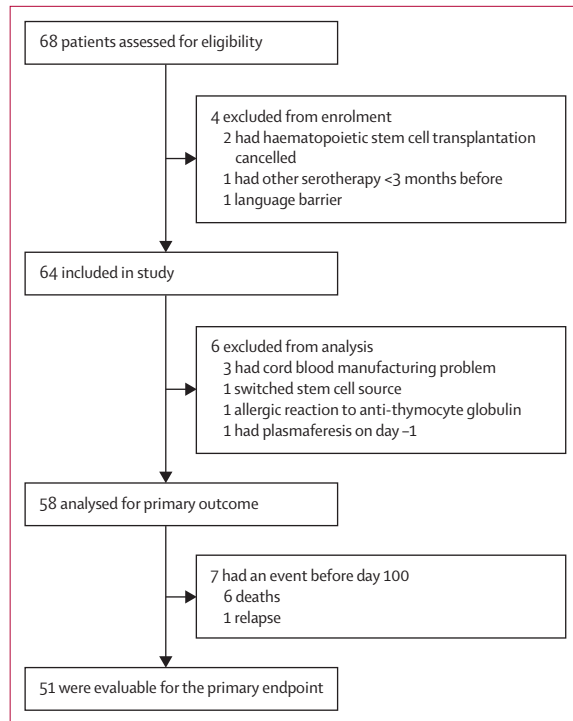 68 patients assessed for eligibility
4 excluded from enrolment
2 had haematopoietic stem cell transplantation
cancelled
1 had other serotherapy <3 months before
1 language barrier
64 included in study
6 excluded from analysis
3 had cord blood manufacturing problem
1 switched stem cell source
1 allergic reaction to anti-thymocyte globulin
1 had plasmaferesis on day –1
58 analysed for primary outcome
7 had an event before day 100
6 deaths
1 relapse
51 were evaluable for the primary endpoint